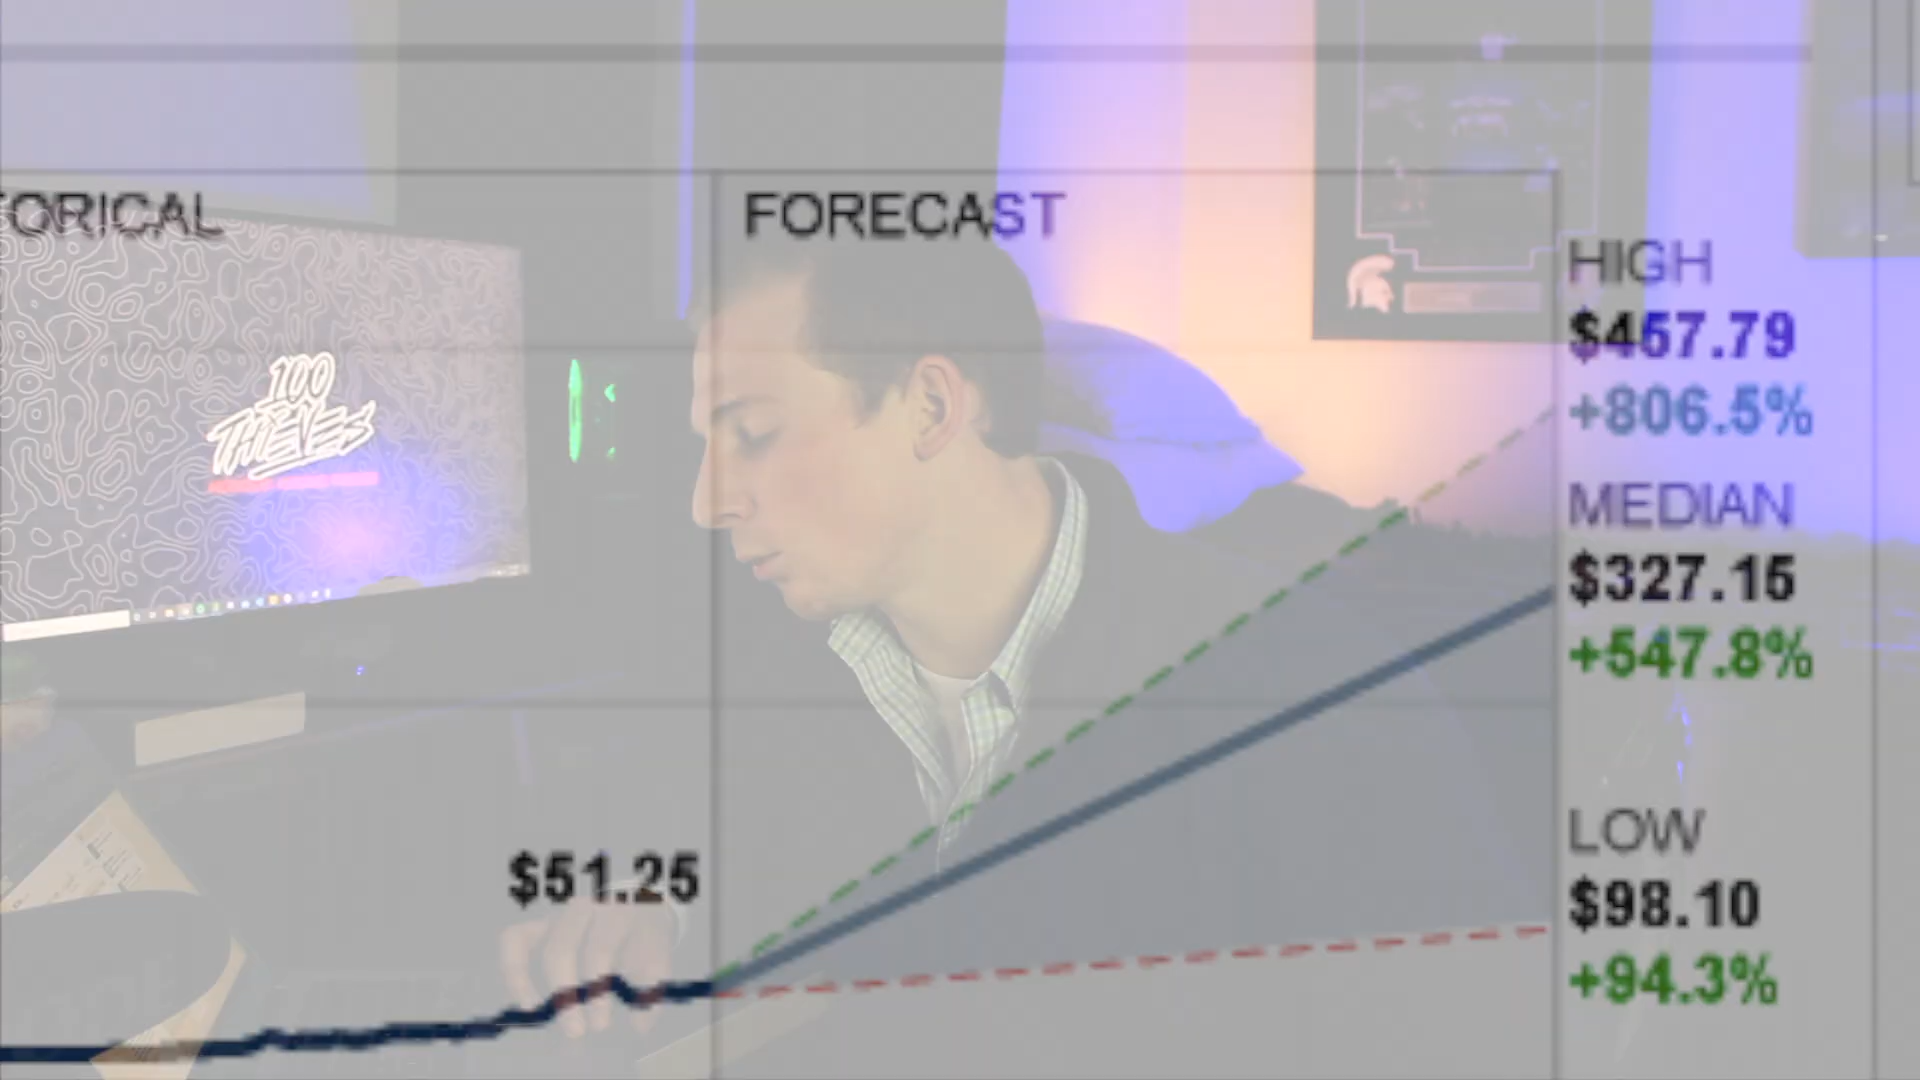 ORICAL
FORECAST
HIGH
$457.79
+806.5%
MEDIAN
$327.15
+547.8%
LOW
$98.10
+94.3%
$51.25
100
THIEVES